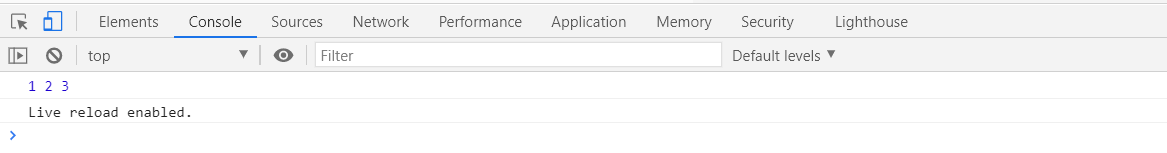 Elements Console Sources Network Performance Application Memory Security Lighthouse
top Filter Default levels
1 2 3
Live reload enabled.